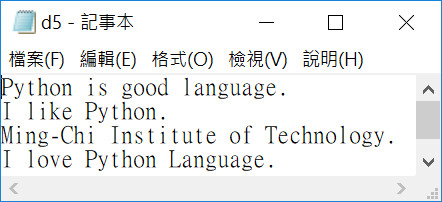 d5 - 記事本
檔案(F) 編輯(E) 格式(O) 檢視(V) 說明(H)
Python is good language.
I like Python.
Ming-Chi Institute of Technology.
I love Python Language.